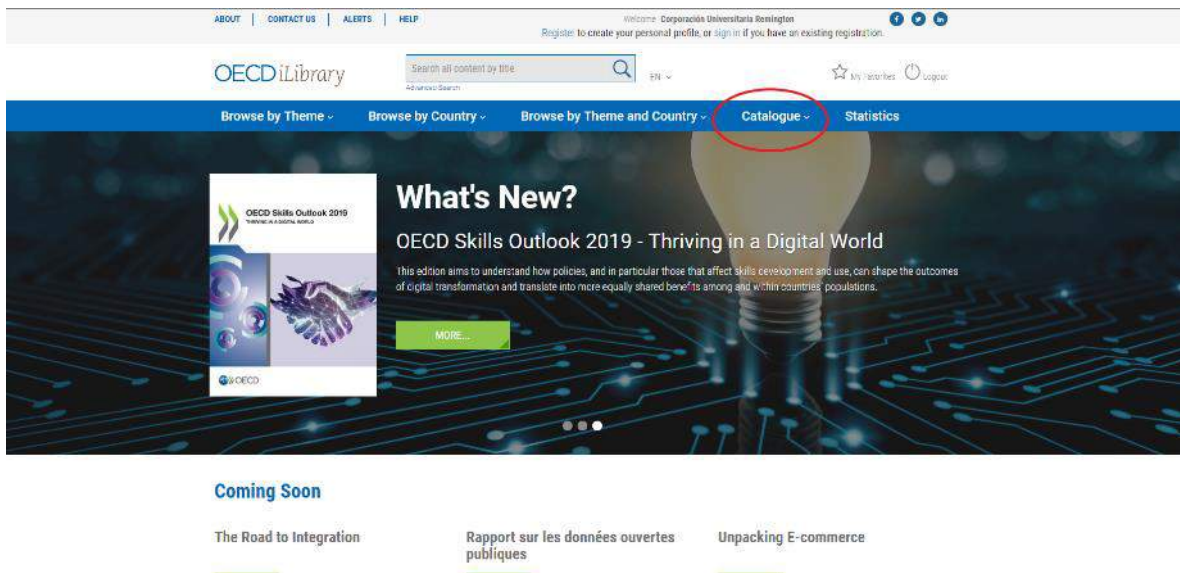 ABOUT | CONTACT US | ALERTS | HELP
Welcome Corporación Universitaria Remington
Register to create your personal profile, or sign in if you have an existing registration.
OECD iLibrary
Search all content by title
Advanced Search
EN
My Favorites
Logout
Browse by Theme
Browse by Country
Browse by Theme and Country
Catalogue
Statistics
OECD Skills Outlook 2019
THRIVING IN A DIGITAL WORLD
OECD
What's New?
OECD Skills Outlook 2019 - Thriving in a Digital World
This edition aims to understand how policies, and in particular those that affect skills development and use, can shape the outcomes
of digital transformation and translate into more equally shared benefits among and within countries' populations.
MORE...
Coming Soon
The Road to Integration
Rapport sur les données ouvertes
publiques
Unpacking E-commerce